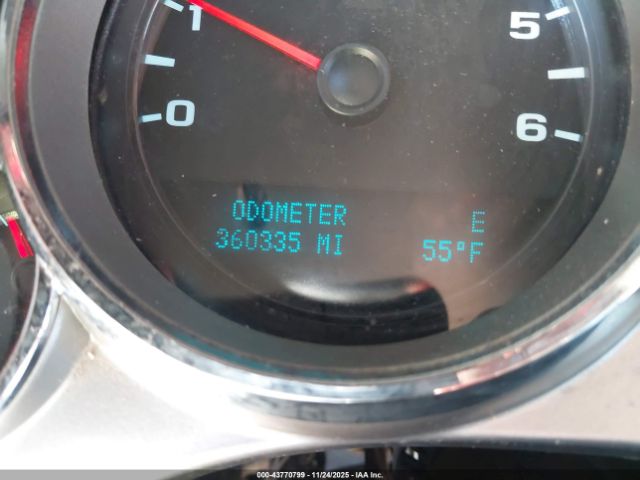 1
5
0
6
ODOMETER E
360335 MI 55°F
000-43770799 • 11/24/2025 • IAA Inc.